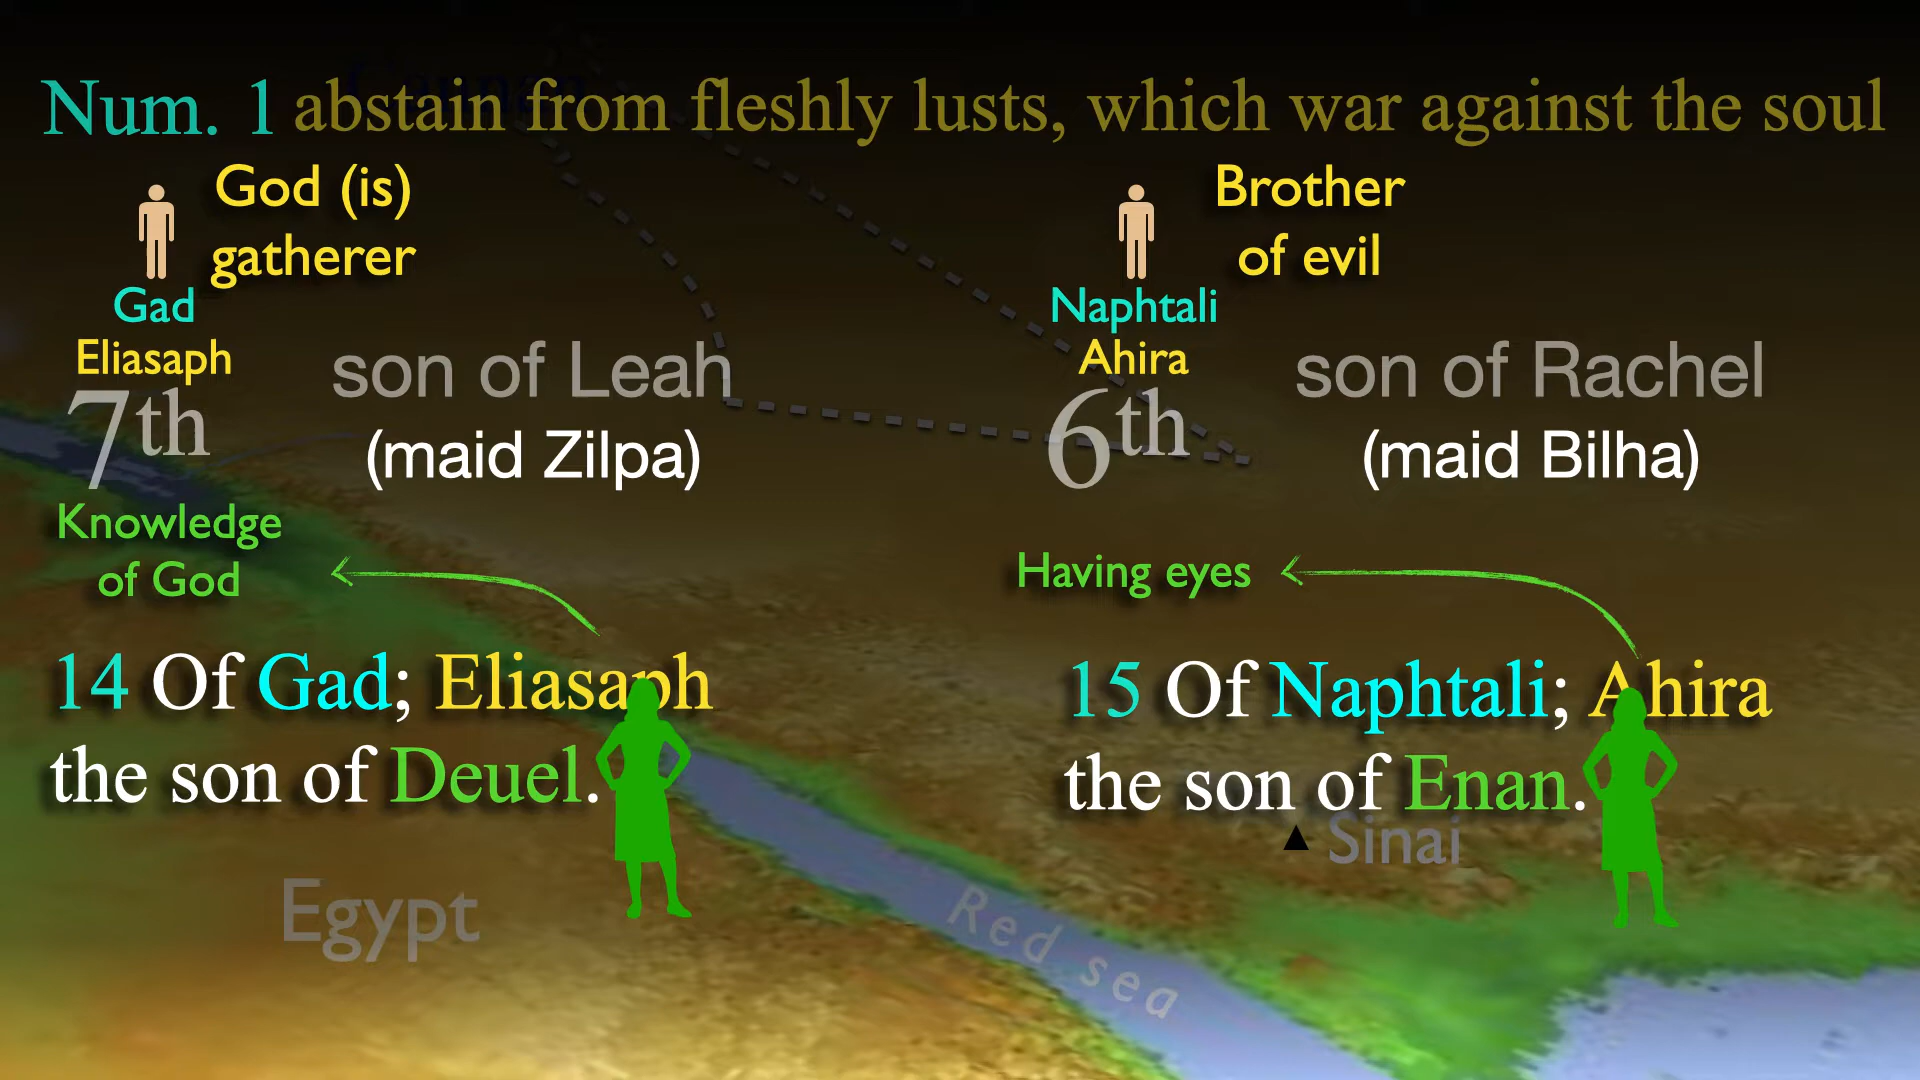 Canaan
Num. 1 abstain from fleshly lusts, which war against the soul
God (is)
gatherer
Gad
Eliasaph
7th
son of Leah
(maid Zilpa)
Knowledge
of God
14 Of Gad; Eliasaph
the son of Deuel.
Brother
of evil
Naphtali
Ahira
6th
son of Rachel
(maid Bilha)
Having eyes
15 Of Naphtali; Ahira
the son of Enan.
Sinai
Egypt
Red sea